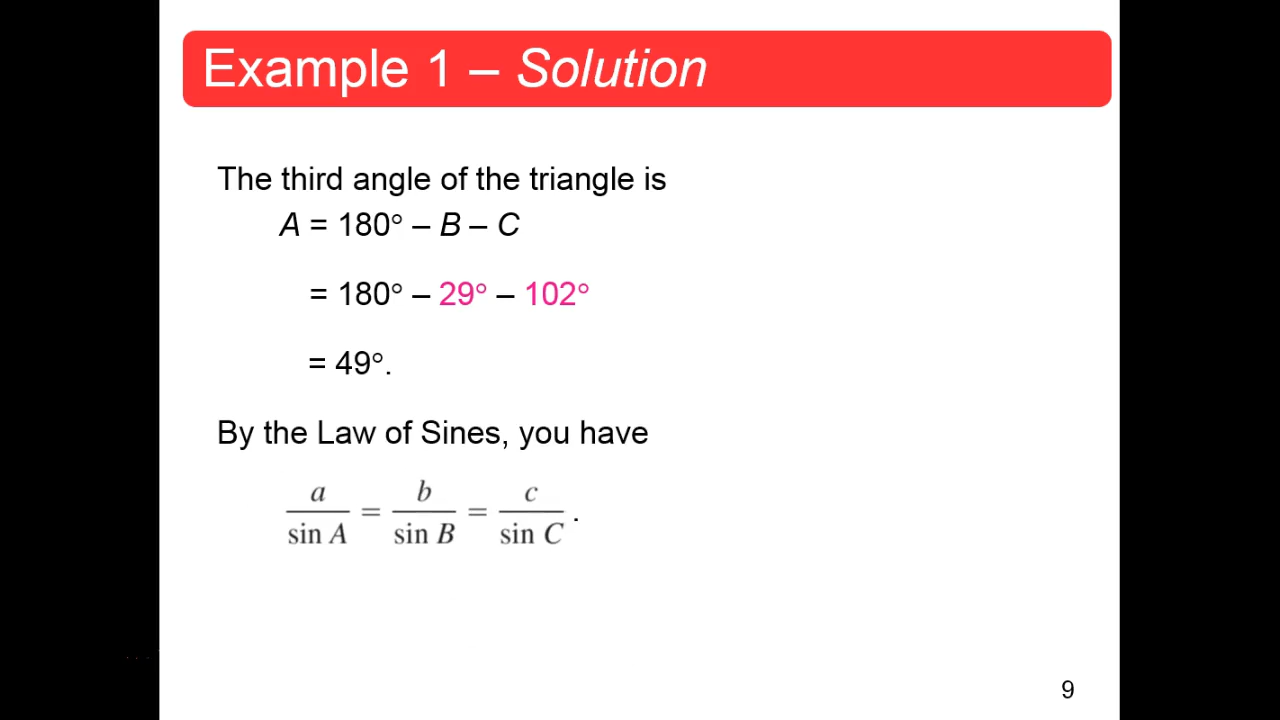 Example 1 – Solution
The third angle of the triangle is
A = 180° – B – C
= 180° – 29° – 102°
= 49°.
By the Law of Sines, you have
a/sin A = b/sin B = c/sin C .
9